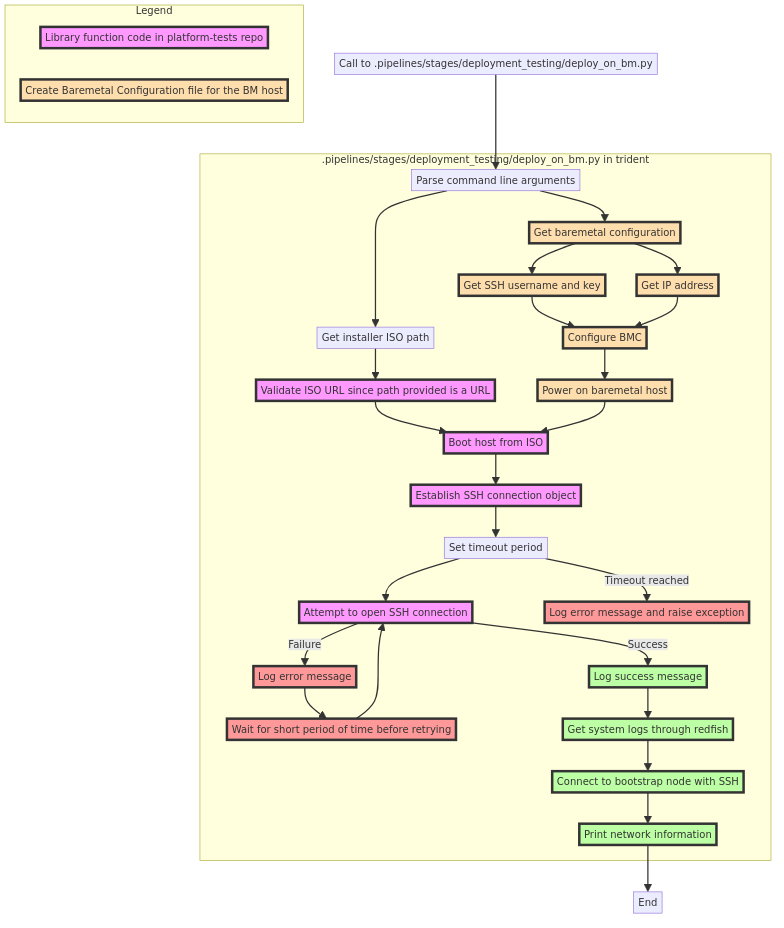 Legend
Library function code in platform-tests repo
Create Baremetal Configuration file for the BM host
Call to .pipelines/stages/deployment_testing/deploy_on_bm.py
.pipelines/stages/deployment_testing/deploy_on_bm.py in trident
Parse command line arguments
Get baremetal configuration
Get SSH username and key
Get IP address
Get installer ISO path
Configure BMC
Validate ISO URL since path provided is a URL
Power on baremetal host
Boot host from ISO
Establish SSH connection object
Set timeout period
Timeout reached
Attempt to open SSH connection
Log error message and raise exception
Failure
Success
Log error message
Log success message
Wait for short period of time before retrying
Get system logs through redfish
Connect to bootstrap node with SSH
Print network information
End